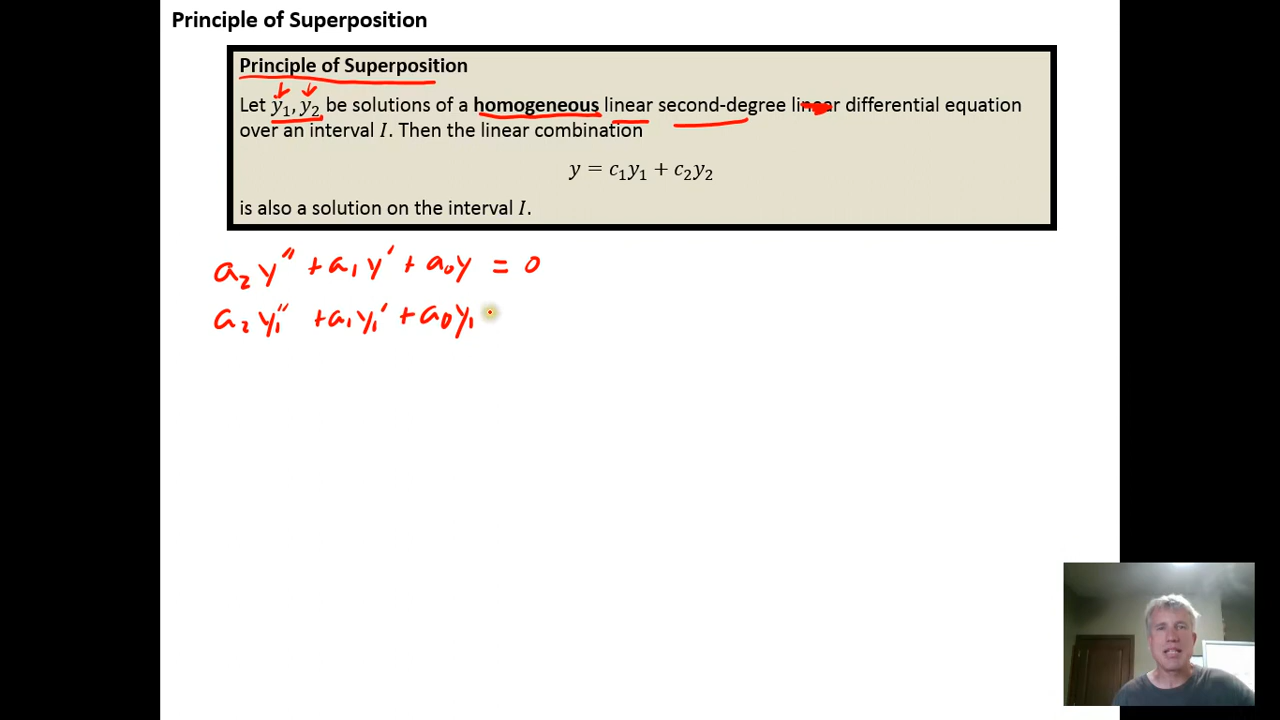 Principle of Superposition
Principle of Superposition
Let y₁, y₂ be solutions of a homogeneous linear second-degree linear differential equation
over an interval I. Then the linear combination
y = c₁y₁ + c₂y₂
is also a solution on the interval I.
a₂y″ + a₁y′ + a₀y = 0
a₂y₁″ + a₁y₁′ + a₀y₁